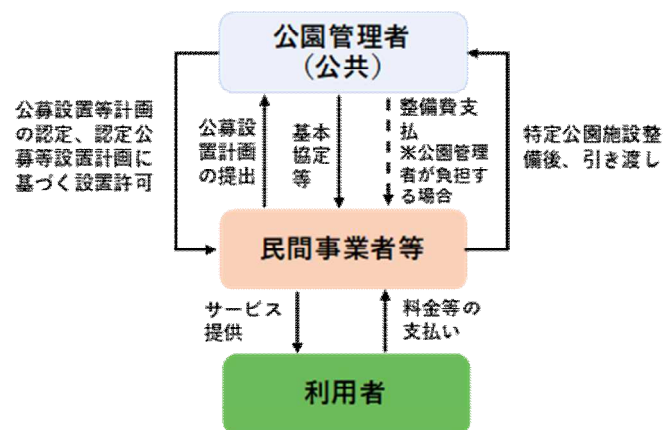 公園管理者
（公共）
公募設置等計画
の認定、認定公
募等設置計画に
基づく設置許可
公募設
置計画
の提出
基本
協定
等
整備費支
払
※公園管理
者が負担す
る場合
特定公園施設整
備後、引き渡し
民間事業者等
サービス
提供
料金等の
支払い
利用者